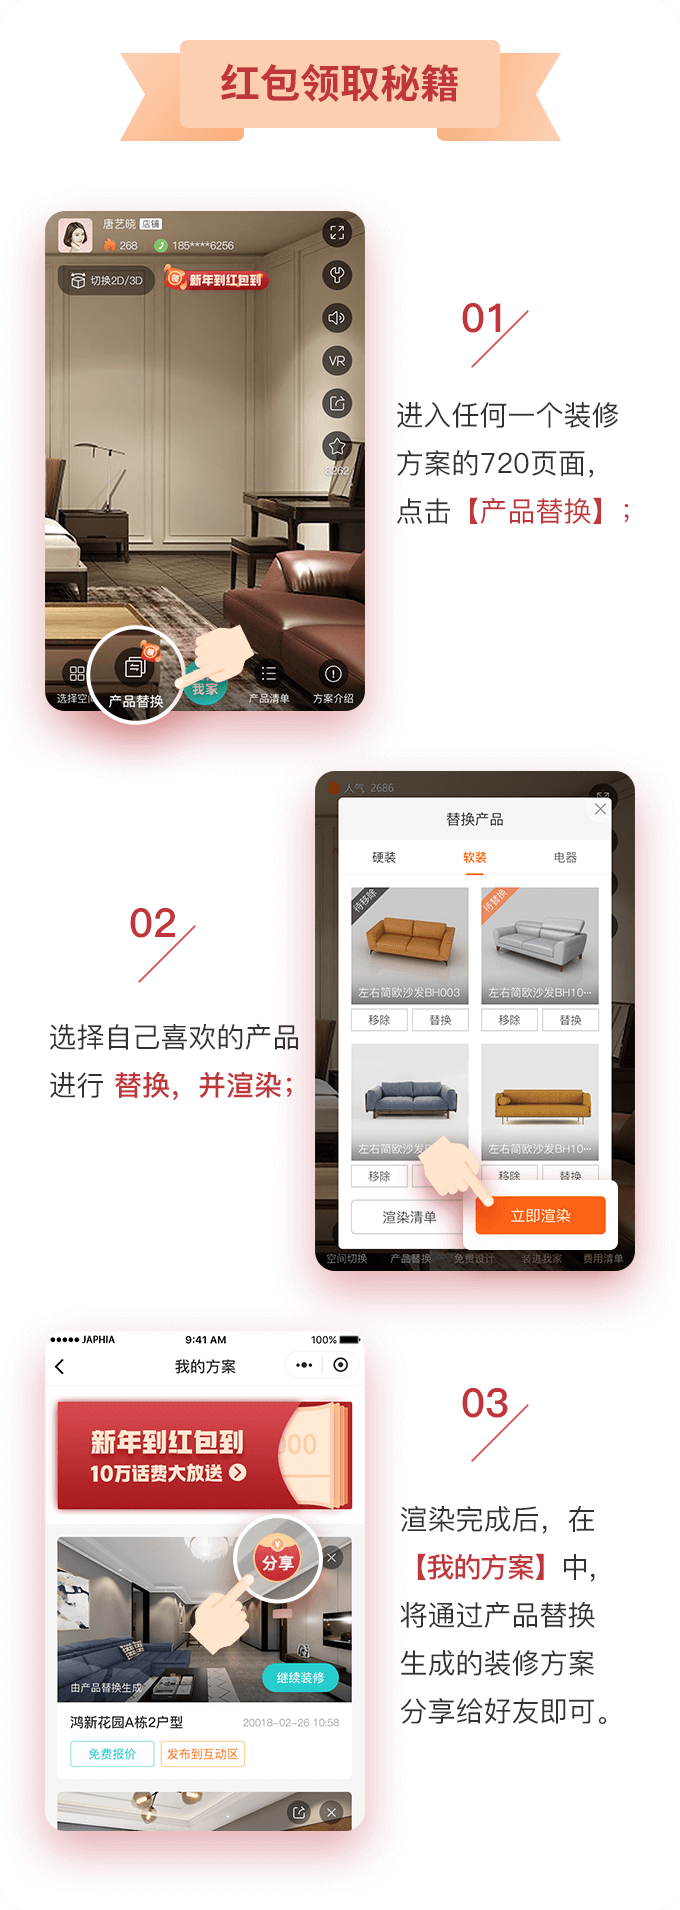 红包领取秘籍
唐艺晓 店铺
268 185****6256
切换2D/3D
新年到红包到
VR
8262
选择空间
产品替换
我家
产品清单
方案介绍
01
进入任何一个装修
方案的720页面，
点击【产品替换】；
人气 2686
替换产品
硬装 软装 电器
待移除
待替换
左右简欧沙发BH003
左右简欧沙发BH10···
移除 替换 移除 替换
左右简欧沙发
左右简欧沙发BH10···
移除 移除 替换
渲染清单
立即渲染
空间切换 产品替换 免费设计 装进我家 费用清单
02
选择自己喜欢的产品
进行 替换，并渲染；
JAPHIA 9:41 AM 100%
我的方案
新年到红包到
10万话费大放送
00
分享
由产品替换生成
继续装修
鸿新花园A栋2户型
20018-02-26 10:58
免费报价
发布到互动区
03
渲染完成后，在
【我的方案】中，
将通过产品替换
生成的装修方案
分享给好友即可。